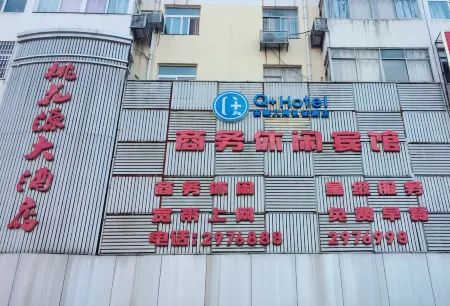 桃花源大酒店
Q+Hotel
商务休闲宾馆
商务休闲 星级服务
宽带上网 免费早餐
电话:2976888 2976998